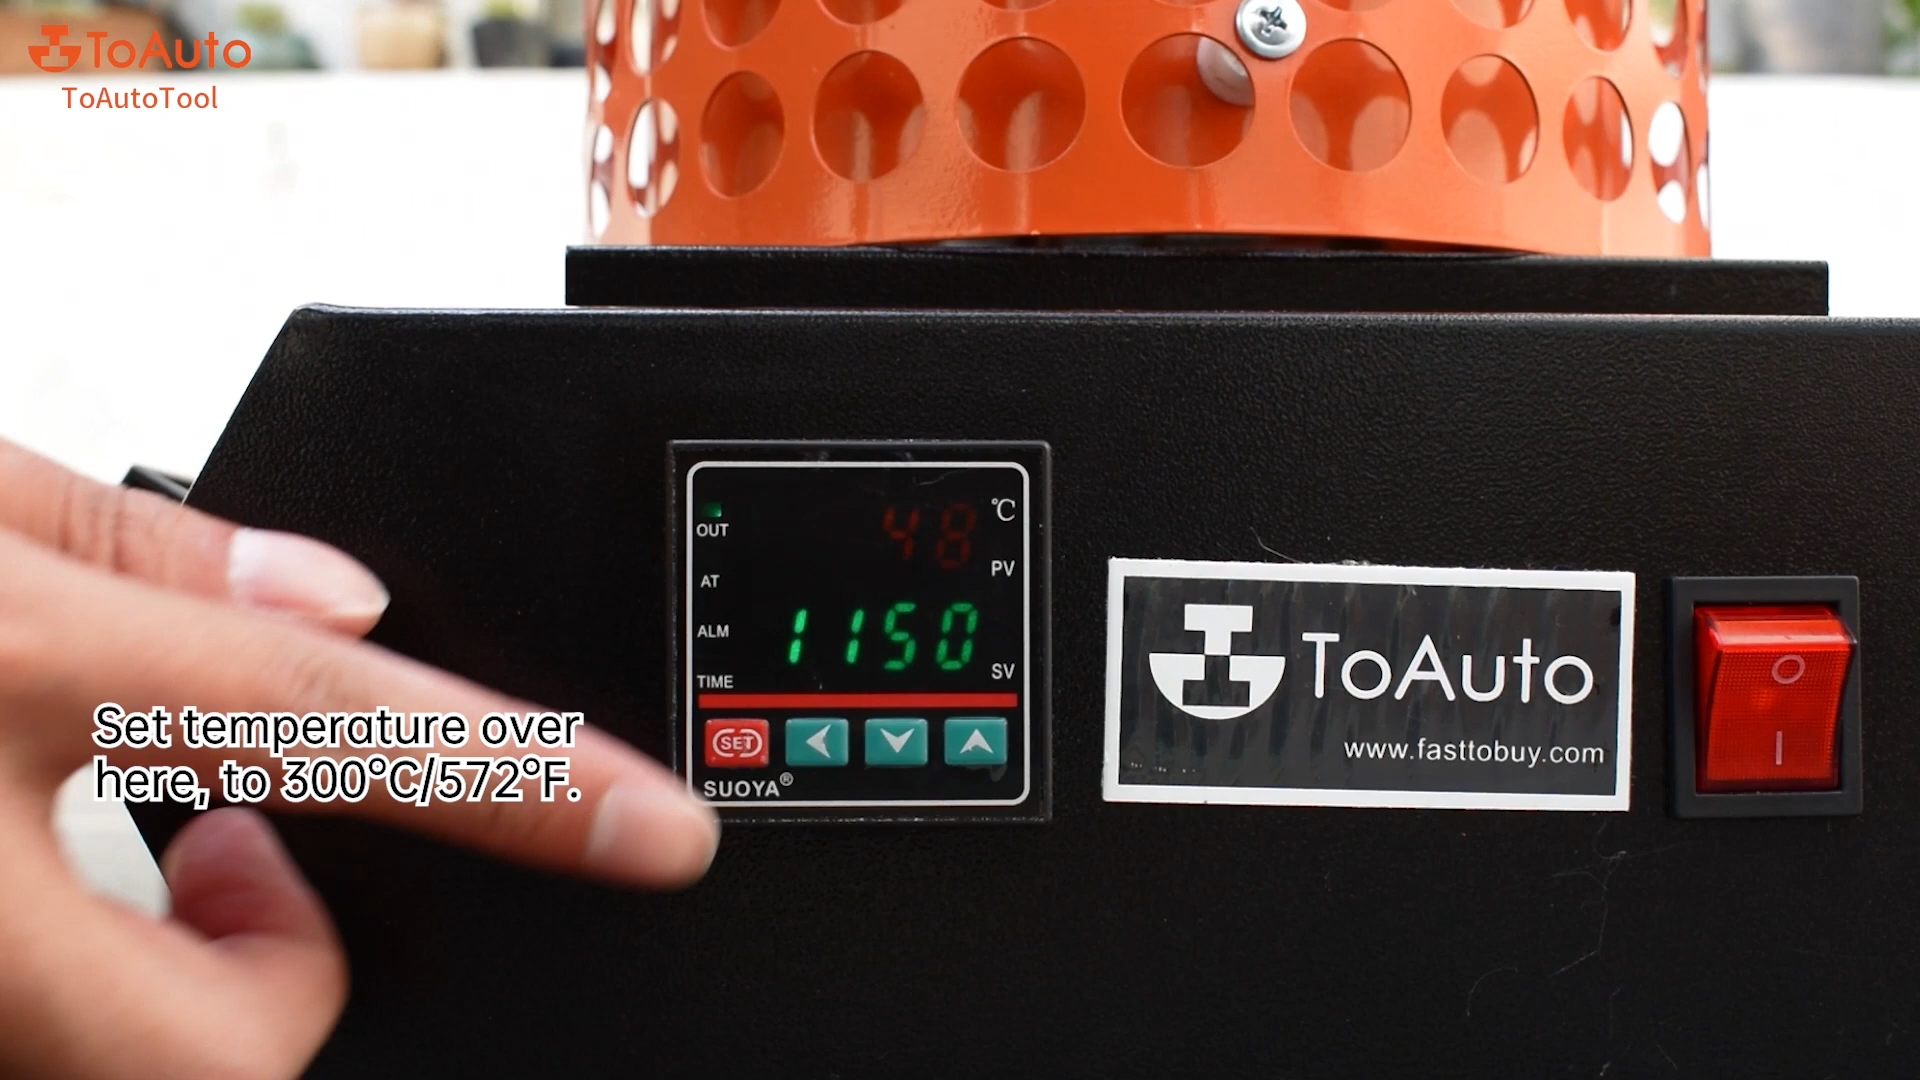 ToAuto
ToAutoTool
OUT
48
°C
PV
AT
ALM
1150
SV
TIME
SET
SUOYA®
ToAuto
www.fasttobuy.com
Set temperature over
here, to 300°C/572°F.